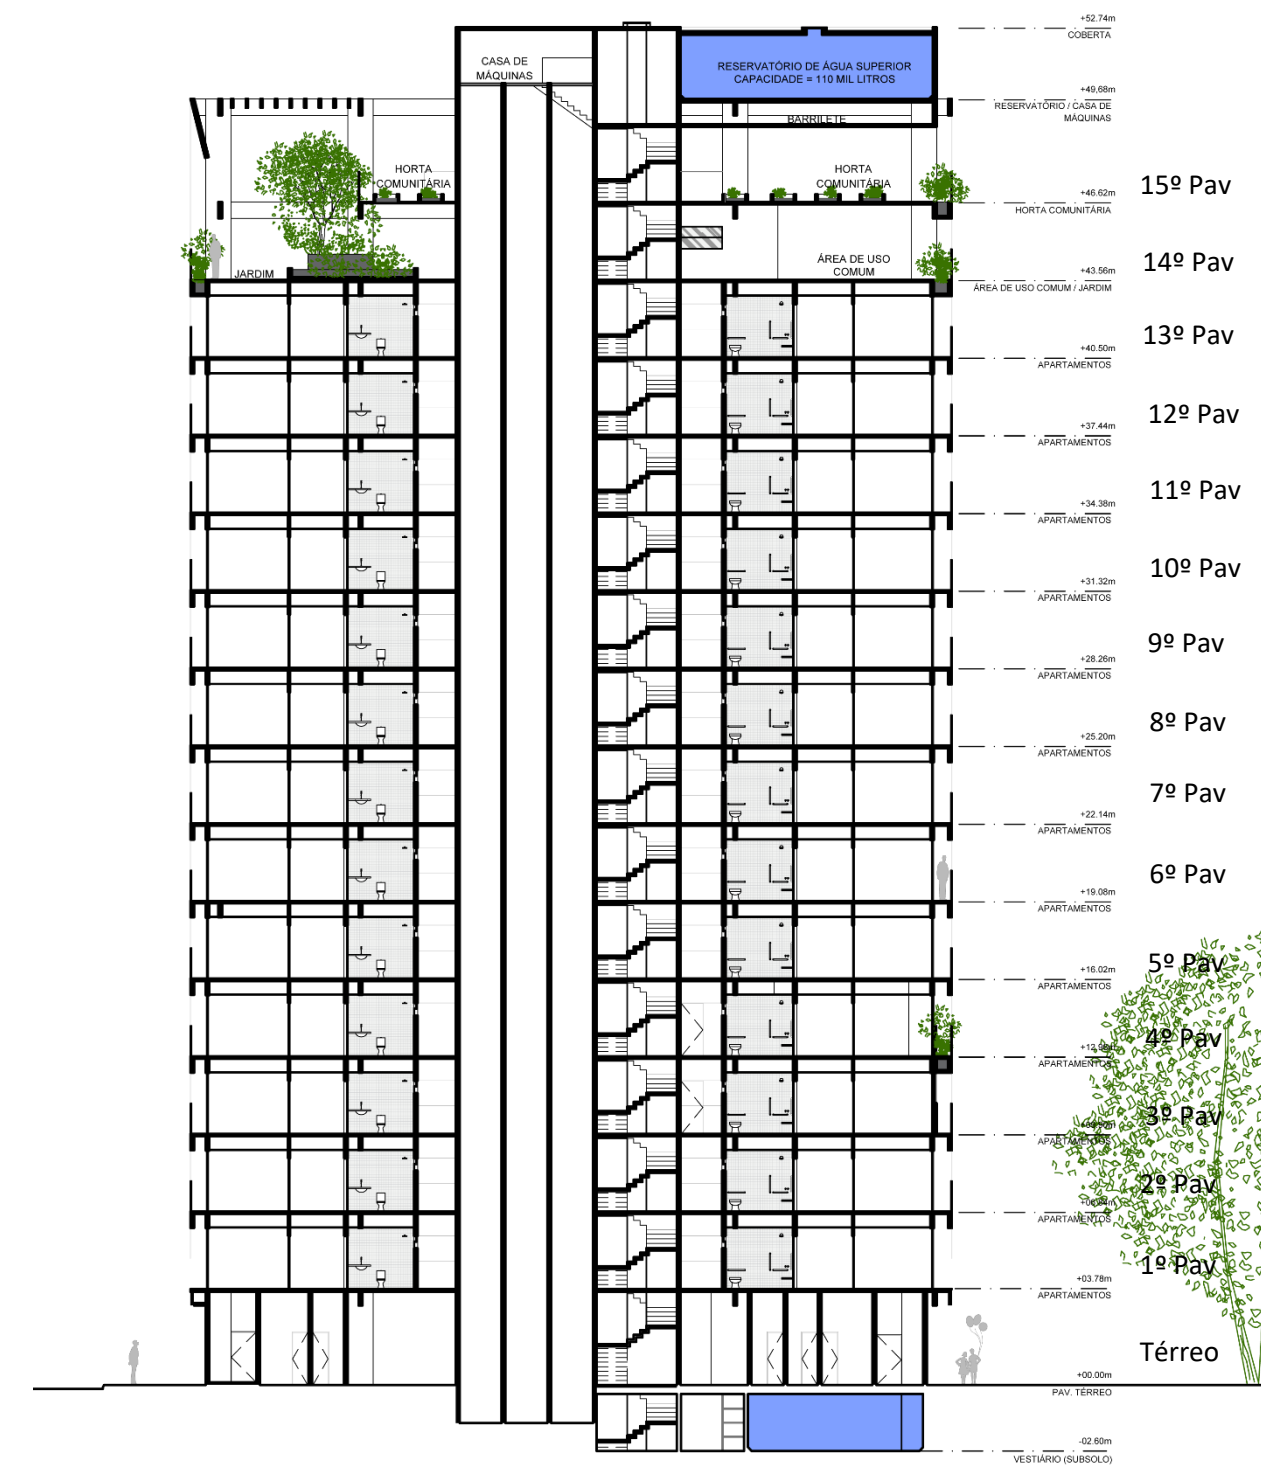 +52.74m
COBERTA
CASA DE
MÁQUINAS
RESERVATÓRIO DE ÁGUA SUPERIOR
CAPACIDADE = 110 MIL LITROS
+49,68m
RESERVATÓRIO / CASA DE
MÁQUINAS
BARRILETE
HORTA
COMUNITÁRIA
HORTA
COMUNITÁRIA
15º Pav
+46.62m
HORTA COMUNITÁRIA
JARDIM
ÁREA DE USO
COMUM
14º Pav
+43.56m
ÁREA DE USO COMUM / JARDIM
13º Pav
+40.50m
APARTAMENTOS
12º Pav
+37.44m
APARTAMENTOS
11º Pav
+34.38m
APARTAMENTOS
10º Pav
+31.32m
APARTAMENTOS
9º Pav
+28.26m
APARTAMENTOS
8º Pav
+25.20m
APARTAMENTOS
7º Pav
+22.14m
APARTAMENTOS
6º Pav
+19.08m
APARTAMENTOS
5º Pav
+16.02m
APARTAMENTOS
4º Pav
APARTAMENTOS
3º Pav
APARTAMENTOS
2º Pav
APARTAMENTOS
1º Pav
+03.78m
APARTAMENTOS
Térreo
+00.00m
PAV. TÉRREO
-02.60m
VESTIÁRIO (SUBSOLO)